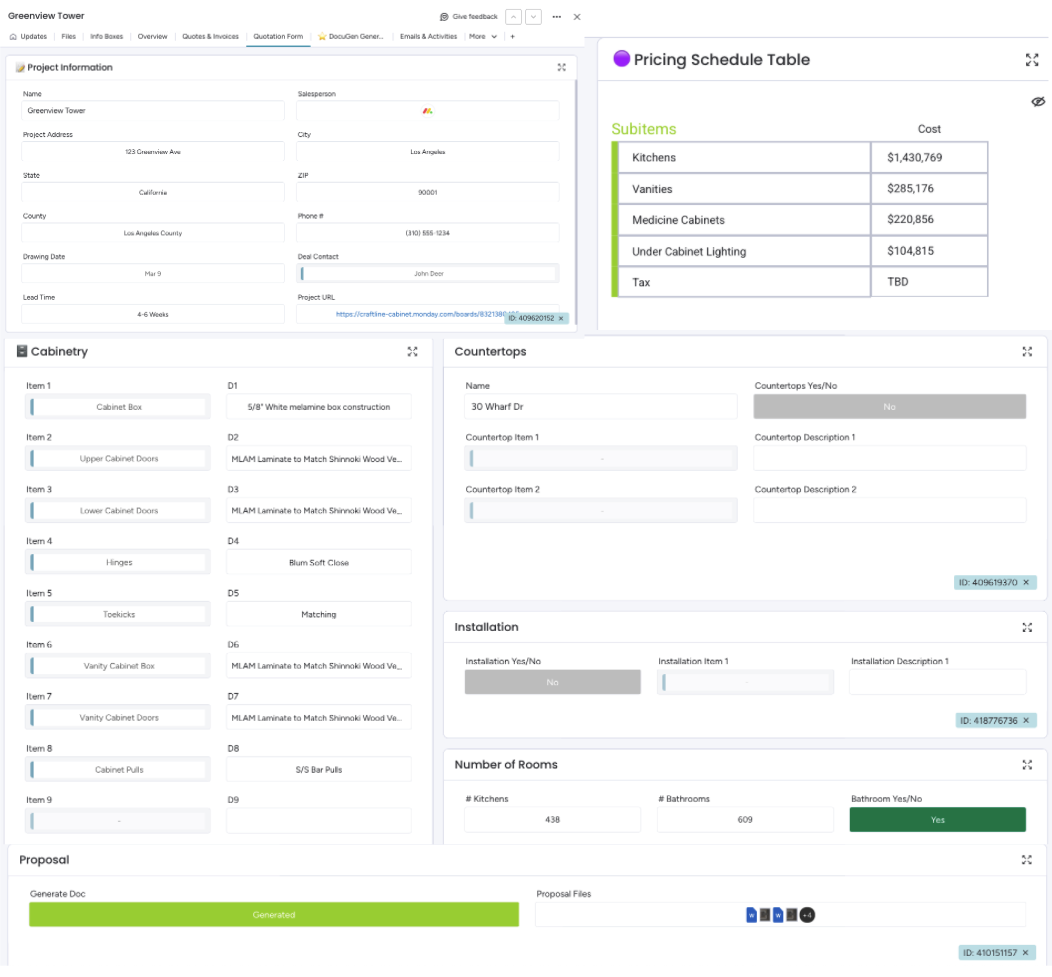 Greenview Tower
Give feedback
Updates Files Info Boxes Overview Quotes & Invoices Quotation Form DocuGen Gener... Emails & Activities More +
Project Information
Name Salesperson
Greenview Tower
Project Address City
123 Greenview Ave Los Angeles
State ZIP
California 90001
County Phone #
Los Angeles County (310) 555-1234
Drawing Date Deal Contact
Mar 9 John Deer
Lead Time Project URL
4-6 Weeks https://craftline-cabinet.monday.com/boards/8321380
ID: 409620152 ×
Pricing Schedule Table
Subitems Cost
Kitchens $1,430,769
Vanities $285,176
Medicine Cabinets $220,856
Under Cabinet Lighting $104,815
Tax TBD
Cabinetry
Item 1 D1
Cabinet Box 5/8" White melamine box construction
Item 2 D2
Upper Cabinet Doors MLAM Laminate to Match Shinnoki Wood Ve...
Item 3 D3
Lower Cabinet Doors MLAM Laminate to Match Shinnoki Wood Ve...
Item 4 D4
Hinges Blum Soft Close
Item 5 D5
Toekicks Matching
Item 6 D6
Vanity Cabinet Box MLAM Laminate to Match Shinnoki Wood Ve...
Item 7 D7
Vanity Cabinet Doors MLAM Laminate to Match Shinnoki Wood Ve...
Item 8 D8
Cabinet Pulls S/S Bar Pulls
Item 9 D9
-
Countertops
Name Countertops Yes/No
30 Wharf Dr No
Countertop Item 1 Countertop Description 1
-
Countertop Item 2 Countertop Description 2
-
ID: 409619370 ×
Installation
Installation Yes/No Installation Item 1 Installation Description 1
No -
ID: 418776736 ×
Number of Rooms
# Kitchens # Bathrooms Bathroom Yes/No
438 609 Yes
Proposal
Generate Doc Proposal Files
Generated W W +4
ID: 410151157 ×